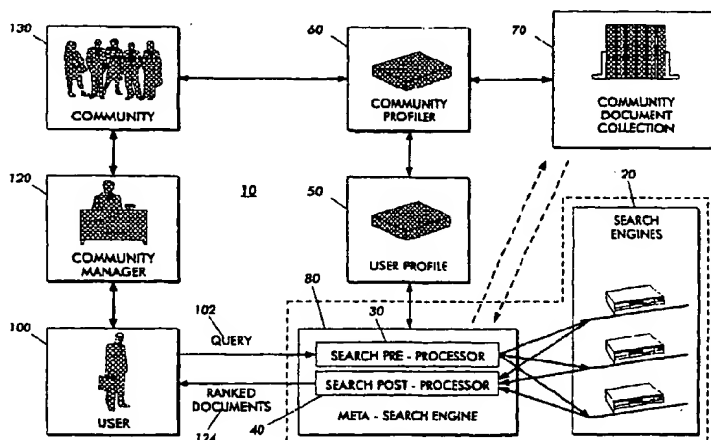 130
COMMUNITY
60
COMMUNITY
PROFILER
70
COMMUNITY
DOCUMENT
COLLECTION
120
COMMUNITY
MANAGER
10
50
USER PROFILE
20
SEARCH
ENGINES
100
USER
102
QUERY
RANKED
DOCUMENTS
124
80
30
SEARCH PRE - PROCESSOR
SEARCH POST - PROCESSOR
40
META - SEARCH ENGINE